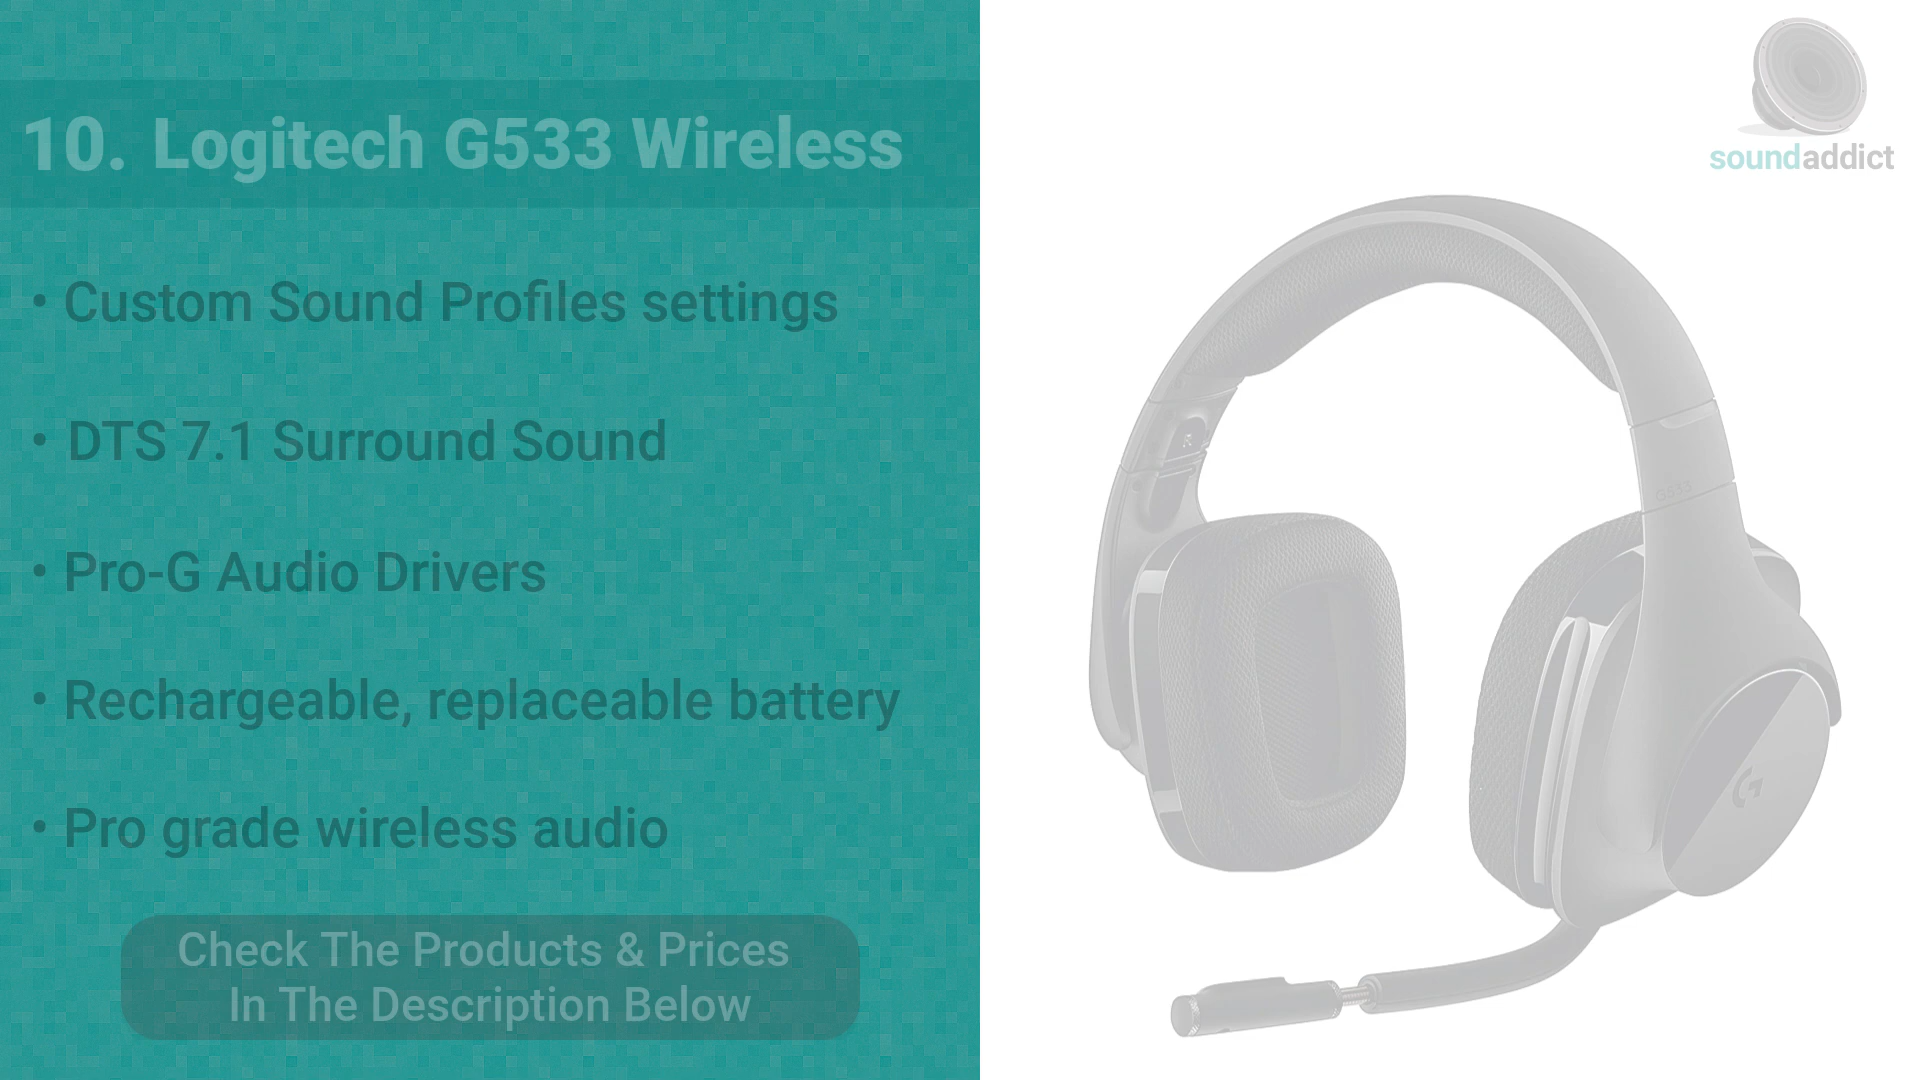 10. Logitech G533 Wireless
• Custom Sound Profiles settings
• DTS 7.1 Surround Sound
• Pro-G Audio Drivers
• Rechargeable, replaceable battery
• Pro grade wireless audio
Check The Products & Prices
In The Description Below
soundaddict
R
G533